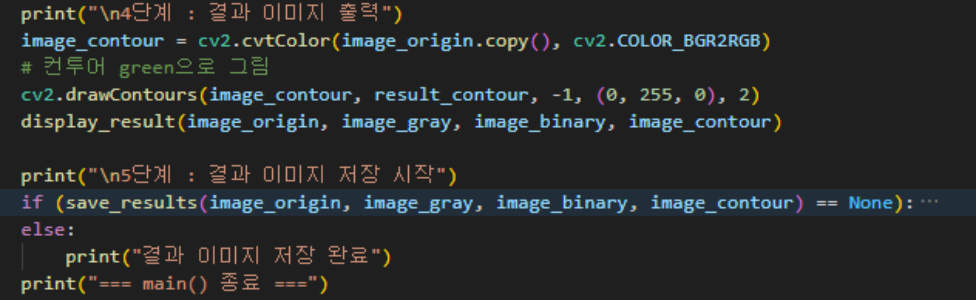 print("\n4단계 : 결과 이미지 출력")
image_contour = cv2.cvtColor(image_origin.copy(), cv2.COLOR_BGR2RGB)
# 컨투어 green으로 그림
cv2.drawContours(image_contour, result_contour, -1, (0, 255, 0), 2)
display_result(image_origin, image_gray, image_binary, image_contour)
print("\n5단계 : 결과 이미지 저장 시작")
if (save_results(image_origin, image_gray, image_binary, image_contour) == None):···
else:
    print("결과 이미지 저장 완료")
print("=== main() 종료 ===")